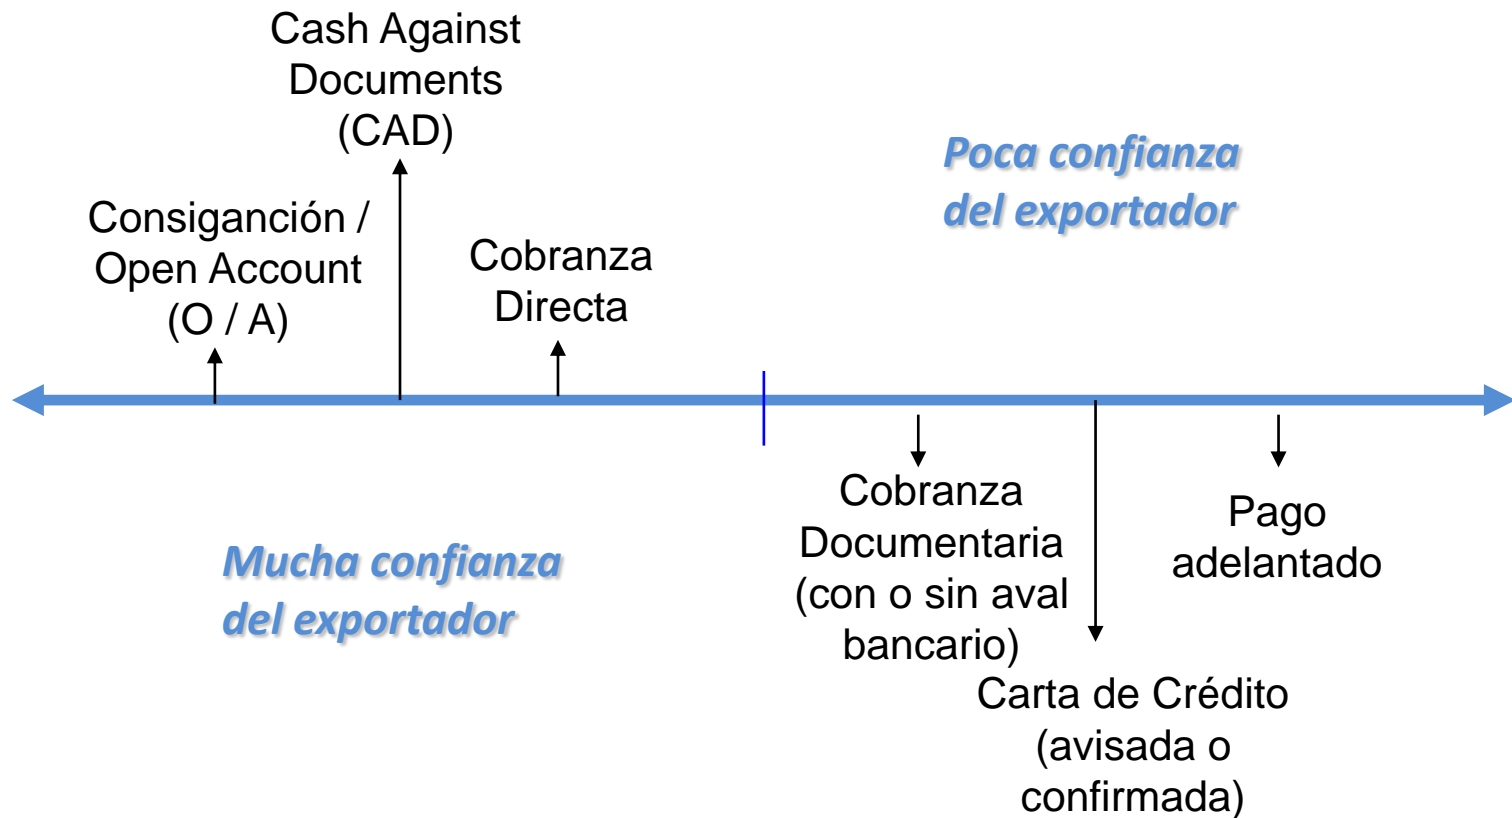 Cash Against
Documents
(CAD)
Poca confianza
del exportador
Consigación /
Open Account
(O / A)
Cobranza
Directa
Mucha confianza
del exportador
Cobranza
Documentaria
(con o sin aval
bancario)
Pago
adelantado
Carta de Crédito
(avisada o
confirmada)